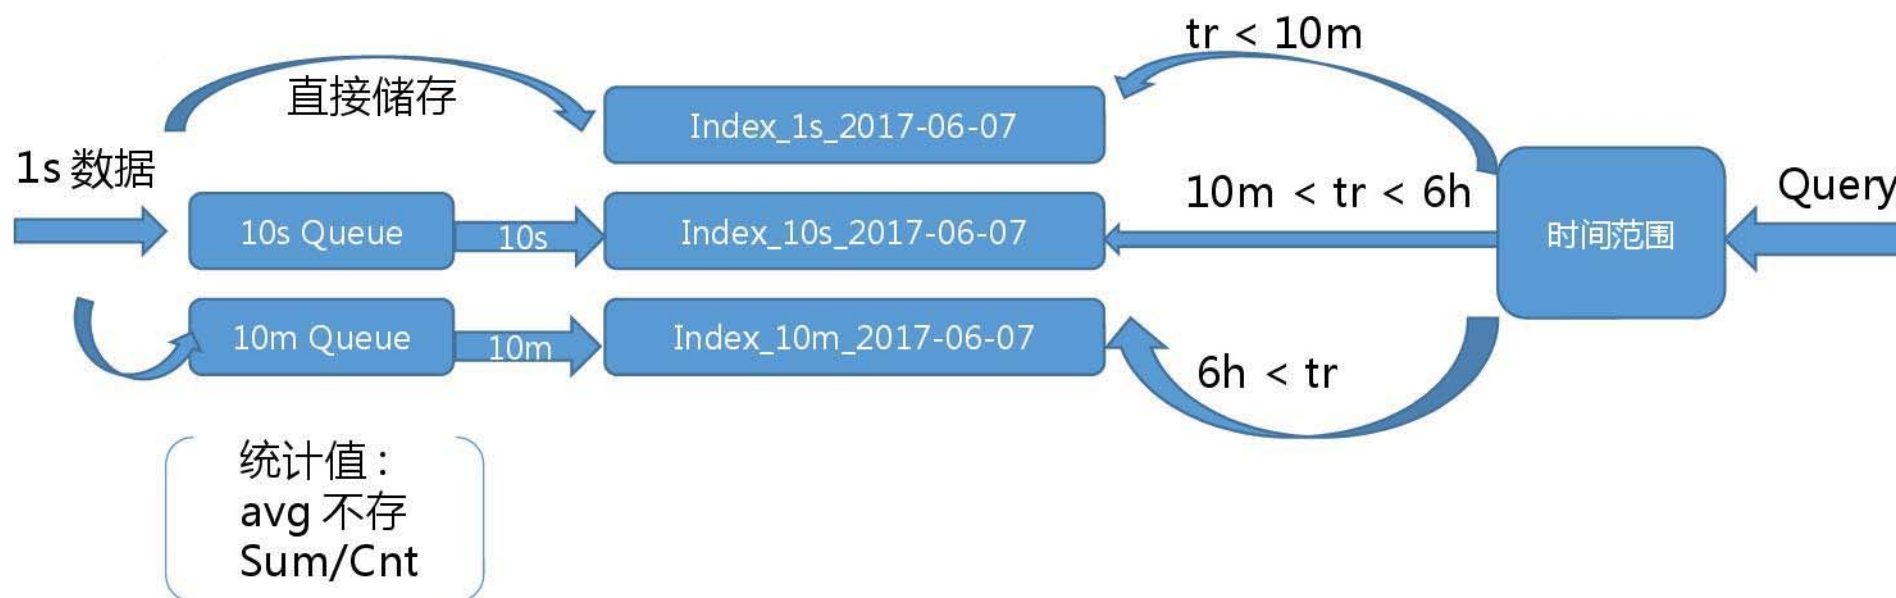 tr < 10m
直接储存
Index_1s_2017-06-07
1s 数据
10m < tr < 6h
Query
10s Queue
10s
Index_10s_2017-06-07
时间范围
10m Queue
10m
Index_10m_2017-06-07
6h < tr
统计值：
avg 不存
Sum/Cnt